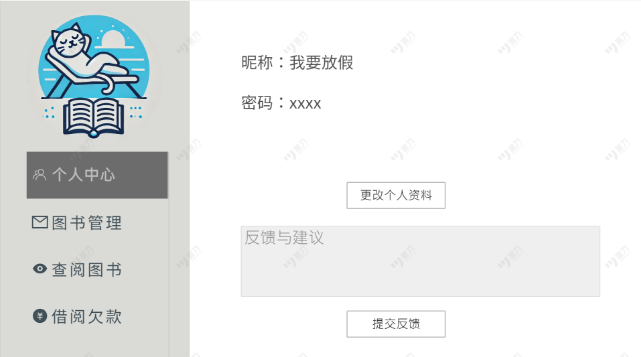 个人中心
图书管理
查阅图书
借阅欠款
昵称：我要放假
密码：xxxx
更改个人资料
反馈与建议
提交反馈